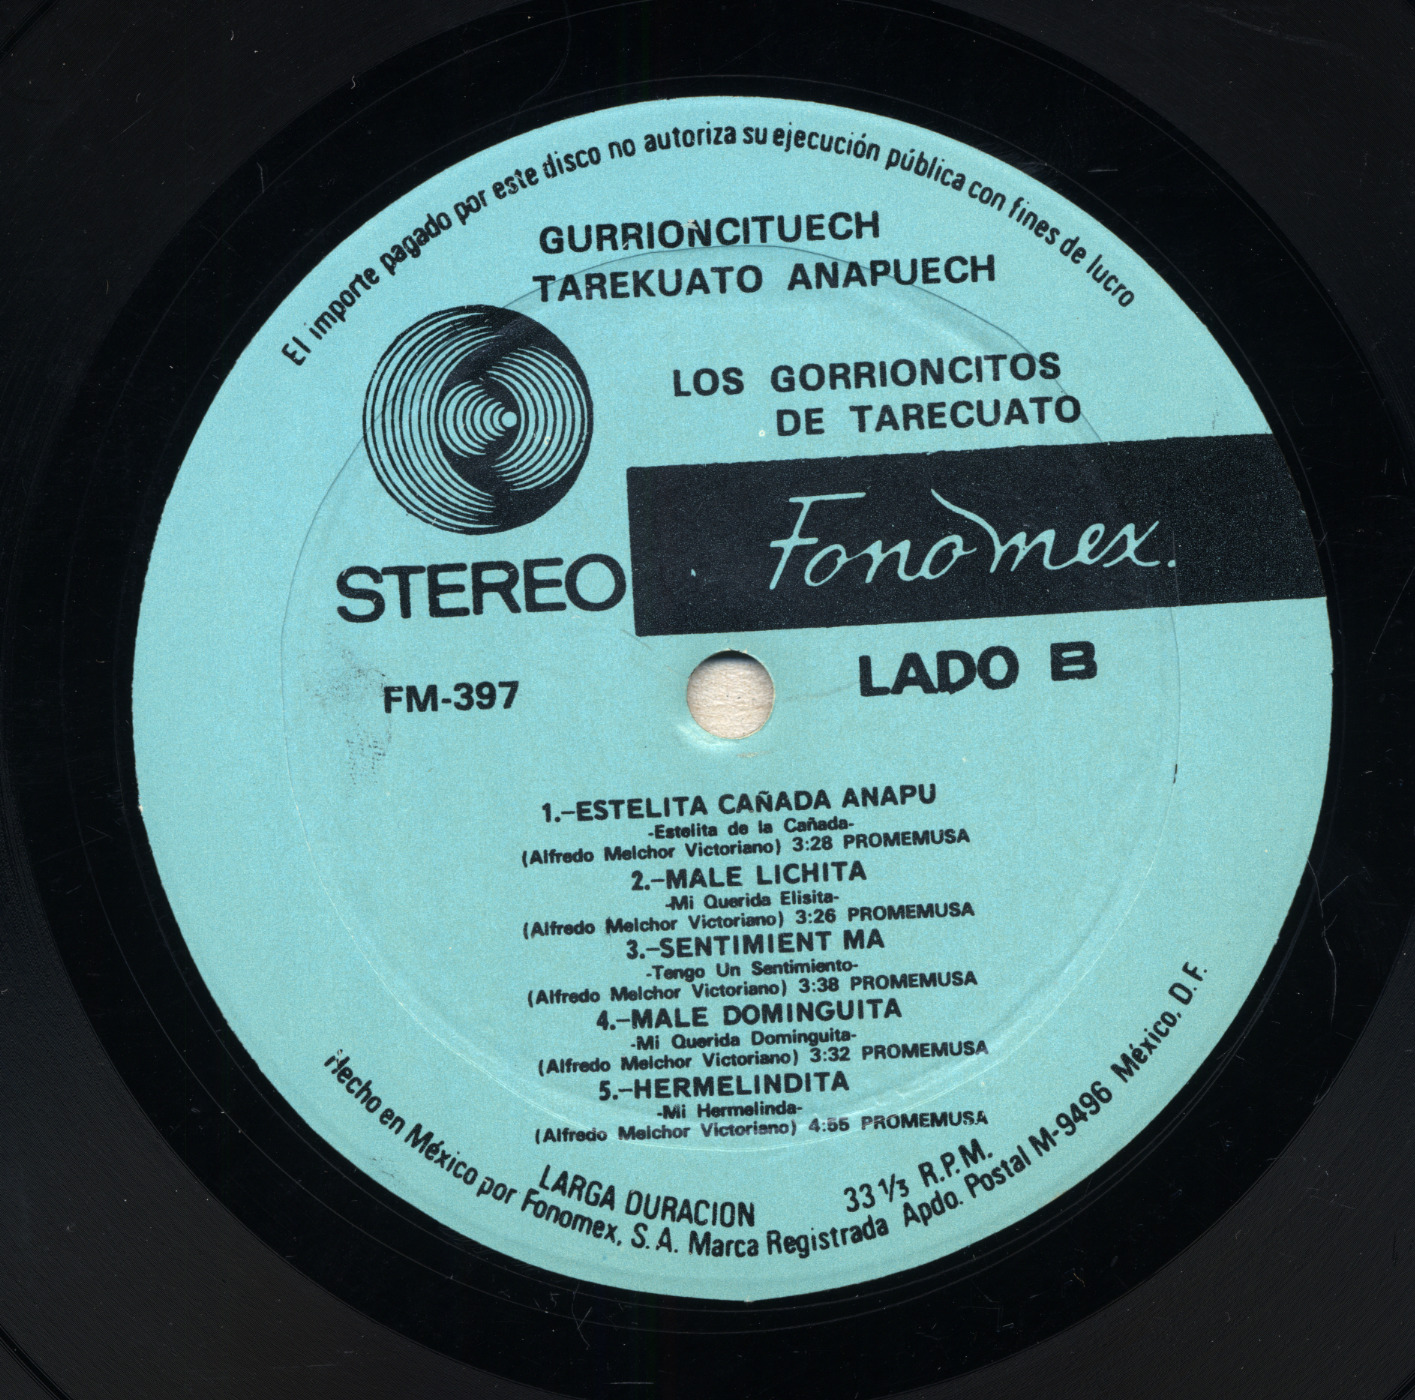 El importe pagado por este disco no autoriza su ejecución pública con fines de lucro
GURRIONCITUECH
TAREKUATO ANAPUECH
LOS GORRIONCITOS
DE TARECUATO
Fonòmex.
STEREO
LADO B
FM-397
1.-ESTELITA CAÑADA ANAPU
-Estelita de la Cañada-
(Alfredo Melchor Victoriano) 3:28 PROMEMUSA
2.-MALE LICHITA
-Mi Querida Elisita-
(Alfredo Melchor Victoriano) 3:26 PROMEMUSA
3.-SENTIMIENT MA
-Tengo Un Sentimiento-
(Alfredo Melchor Victoriano) 3:38 PROMEMUSA
4.-MALE DOMINGUITA
-Mi Querida Dominguita-
(Alfredo Melchor Victoriano) 3:32 PROMEMUSA
5.-HERMELINDITA
-Mi Hermelinda-
(Alfredo Melchor Victoriano) 4:55 PROMEMUSA
LARGA DURACION 33 1/3 R.P.M.
Hecho en México por Fonomex, S.A. Marca Registrada Apdo. Postal M-9496 México, D.F.